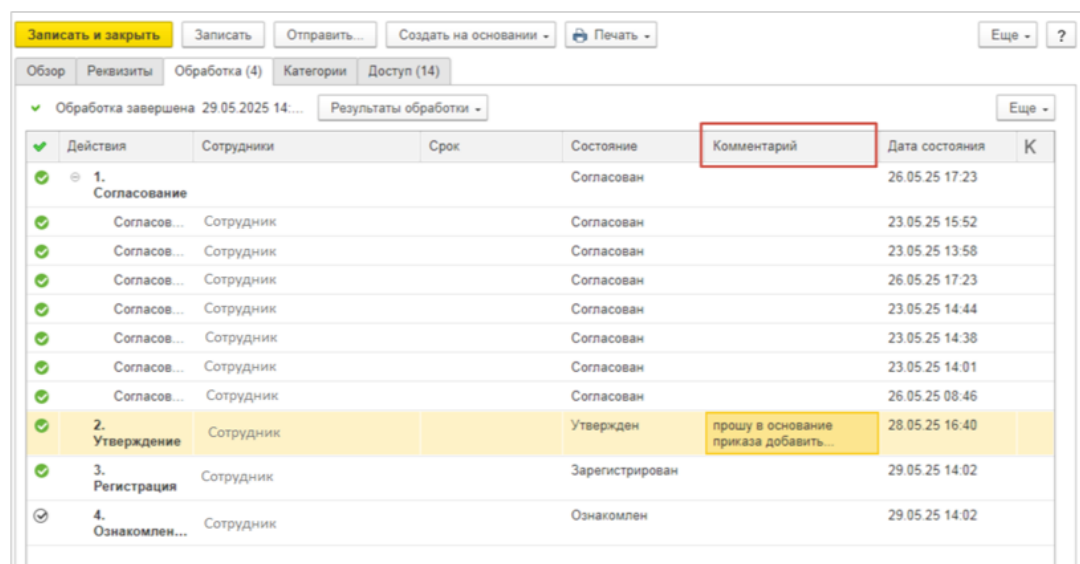 Записать и закрыть Записать Отправить... Создать на основании Печать Еще ?
Обзор Реквизиты Обработка (4) Категории Доступ (14)
Обработка завершена 29.05.2025 14:... Результаты обработки Еще
Действия Сотрудники Срок Состояние Комментарий Дата состояния К
1. Согласован 26.05.25 17:23
Согласование
Согласов... Сотрудник Согласован 23.05.25 15:52
Согласов... Сотрудник Согласован 23.05.25 13:58
Согласов... Сотрудник Согласован 26.05.25 17:23
Согласов... Сотрудник Согласован 23.05.25 14:44
Согласов... Сотрудник Согласован 23.05.25 14:38
Согласов... Сотрудник Согласован 23.05.25 14:01
Согласов... Сотрудник Согласован 26.05.25 08:46
2. Сотрудник Утвержден прошу в основание 28.05.25 16:40
Утверждение приказа добавить...
3. Сотрудник Зарегистрирован 29.05.25 14:02
Регистрация
4. Сотрудник Ознакомлен 29.05.25 14:02
Ознакомлен...